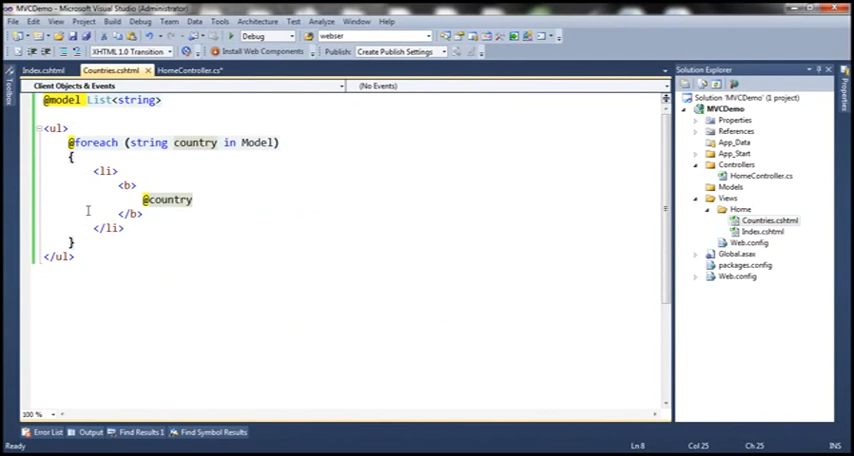 MVCDemo - Microsoft Visual Studio (Administrator)
File Edit View Project Build Debug Team Data Tools Architecture Test Analyze Window Help
Debug webser
XHTML 1.0 Transition Install Web Components Publish: Create Publish Settings
Index.cshtml Countries.cshtml HomeController.cs*
Client Objects & Events (No Events)
@model List<string>
<ul>
@foreach (string country in Model)
{
<li>
<b>
@country
</b>
</li>
}
</ul>
100 %
Toolbox
Solution Explorer
Solution 'MVCDemo' (1 project)
MVCDemo
Properties
References
App_Data
App_Start
Controllers
HomeController.cs
Models
Views
Home
Countries.cshtml
Index.cshtml
Web.config
Global.asax
packages.config
Web.config
Properties
Error List Output Find Results 1 Find Symbol Results
Ready Ln 8 Col 25 Ch 25 INS